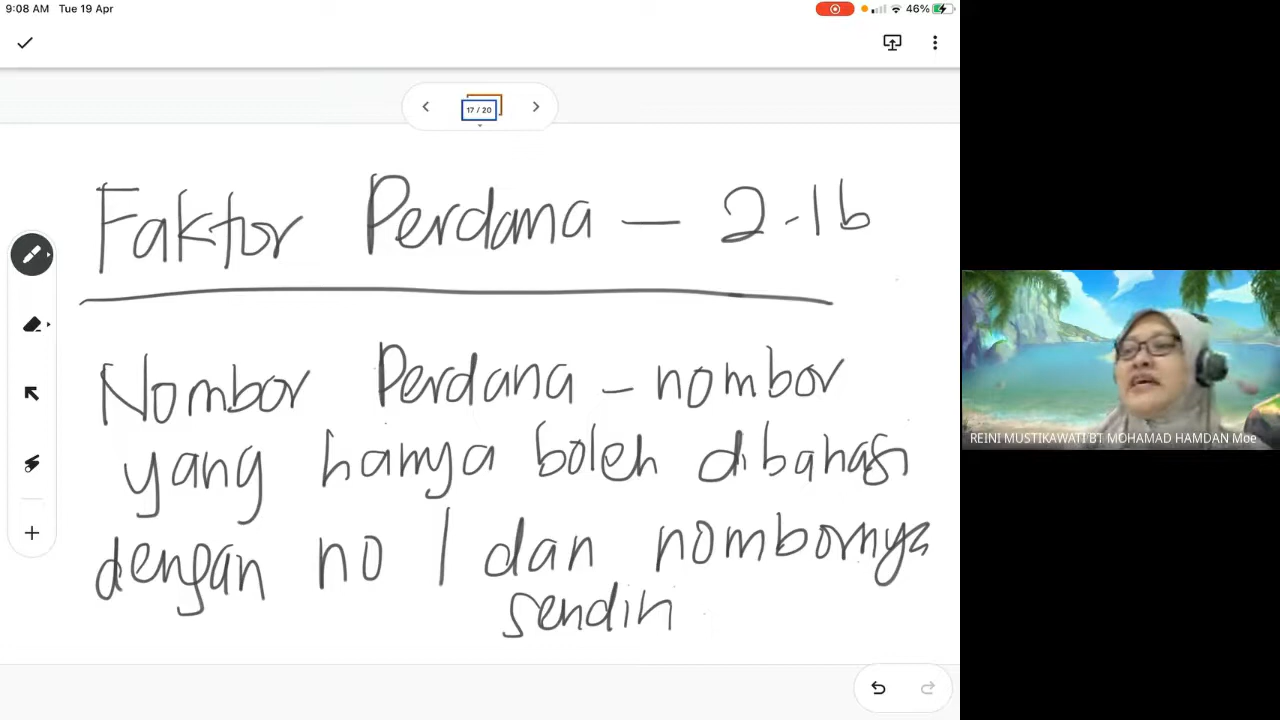 9:08 AM Tue 19 Apr
46%
17 / 20
Faktor Perdana - 2.1b
Nombor Perdana - nombor
yang hanya boleh dibahagi
dengan no 1 dan nombornya
sendiri
REINI MUSTIKAWATI BT MOHAMAD HAMDAN Moe